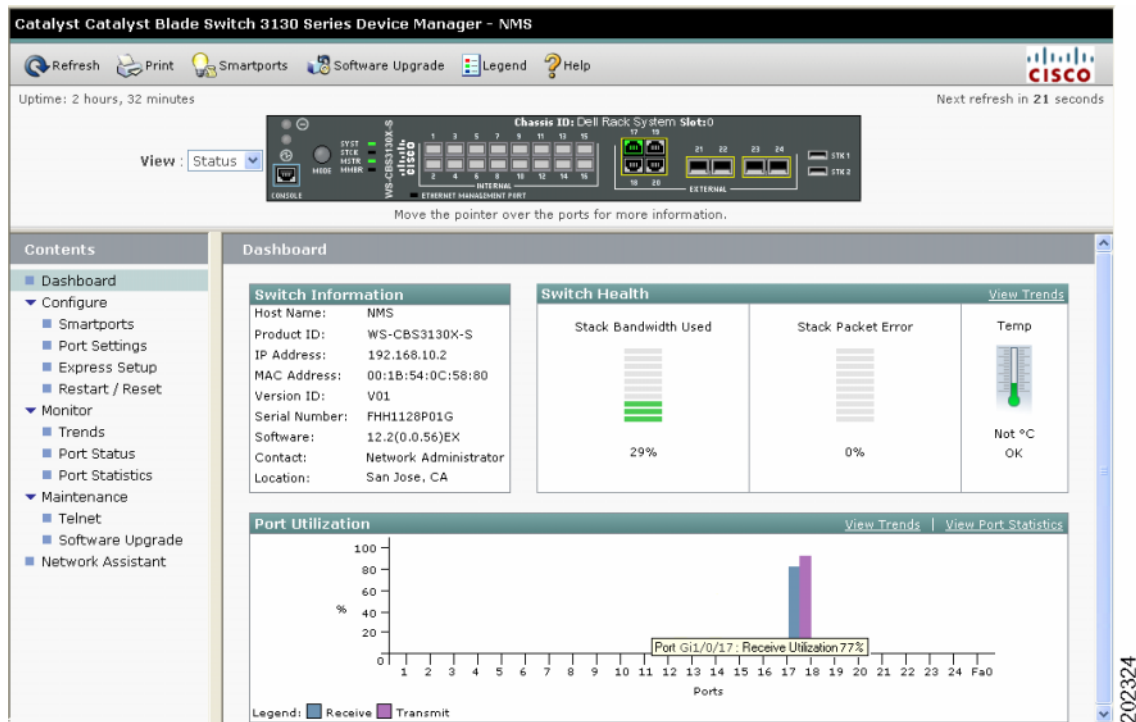 Catalyst Catalyst Blade Switch 3130 Series Device Manager - NMS
Refresh Print Smartports Software Upgrade Legend Help
CISCO
Uptime: 2 hours, 32 minutes
Next refresh in 21 seconds
View : Status
Chassis ID: Dell Rack System Slot:0
SYST
STCK
MSTR
MMBR
MODE
CONSOLE
WS-CBS3130X-S
CISCO
1 3 5 7 9 11 13 15
2 4 6 8 10 12 14 16
INTERNAL
ETHERNET MANAGEMENT PORT
17 19
18 20
21 22 23 24
EXTERNAL
STK 1
STK 2
Move the pointer over the ports for more information.
Contents
Dashboard
Configure
Smartports
Port Settings
Express Setup
Restart / Reset
Monitor
Trends
Port Status
Port Statistics
Maintenance
Telnet
Software Upgrade
Network Assistant
Dashboard
Switch Information
Host Name: NMS
Product ID: WS-CBS3130X-S
IP Address: 192.168.10.2
MAC Address: 00:1B:54:0C:58:80
Version ID: V01
Serial Number: FHH1128P01G
Software: 12.2(0.0.56)EX
Contact: Network Administrator
Location: San Jose, CA
Switch Health
View Trends
Stack Bandwidth Used
29%
Stack Packet Error
0%
Temp
Not °C
OK
Port Utilization
View Trends | View Port Statistics
100
80
60
%
40
20
0
Port Gi1/0/17 : Receive Utilization 77%
1 2 3 4 5 6 7 8 9 10 11 12 13 14 15 16 17 18 19 20 21 22 23 24 Fa0
Ports
Legend: Receive Transmit
202324